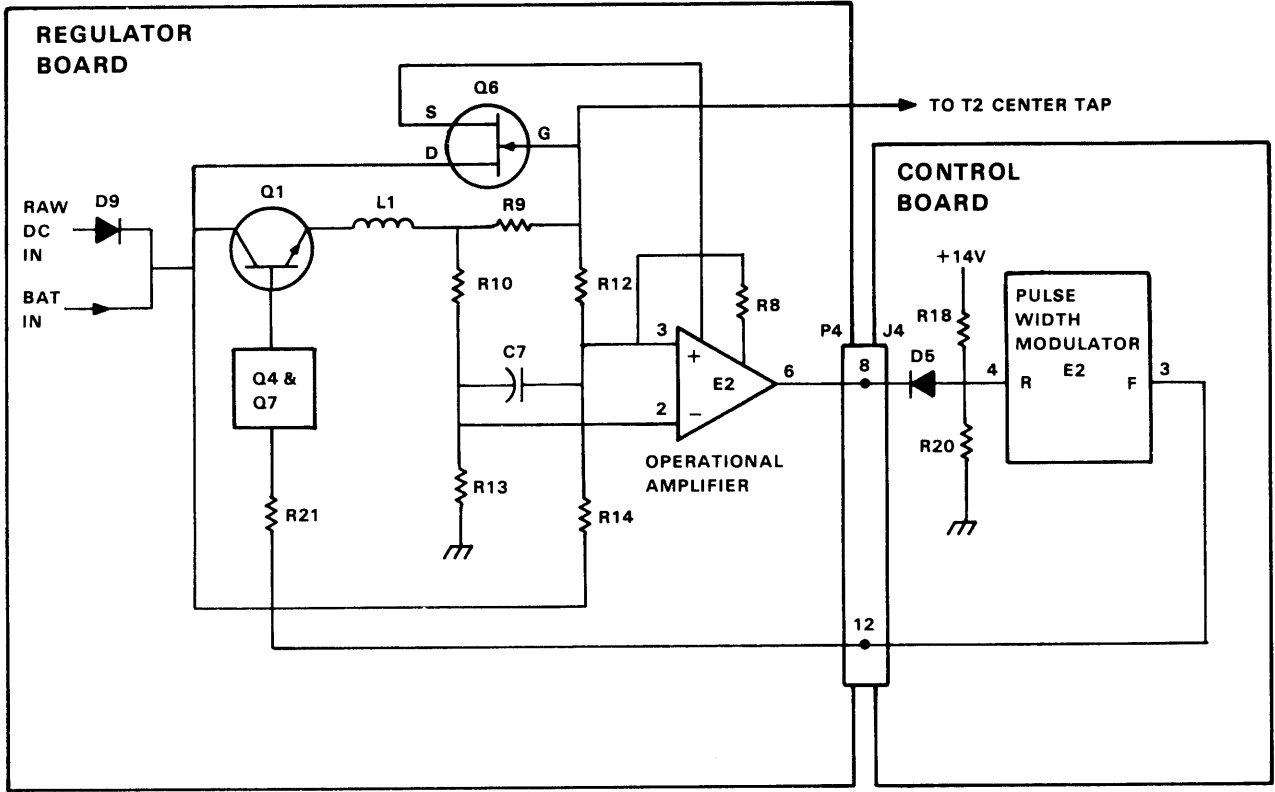 REGULATOR
BOARD
Q6
S
G
D
TO T2 CENTER TAP
CONTROL
BOARD
RAW
DC
IN
D9
Q1
L1
R9
BAT
IN
R10
R12
R8
+14V
PULSE
WIDTH
MODULATOR
E2
R18
P4
J4
3
+
C7
E2
6
8
D5
4
R
F
3
Q4 &
Q7
2
−
R20
OPERATIONAL
AMPLIFIER
R13
R21
R14
12